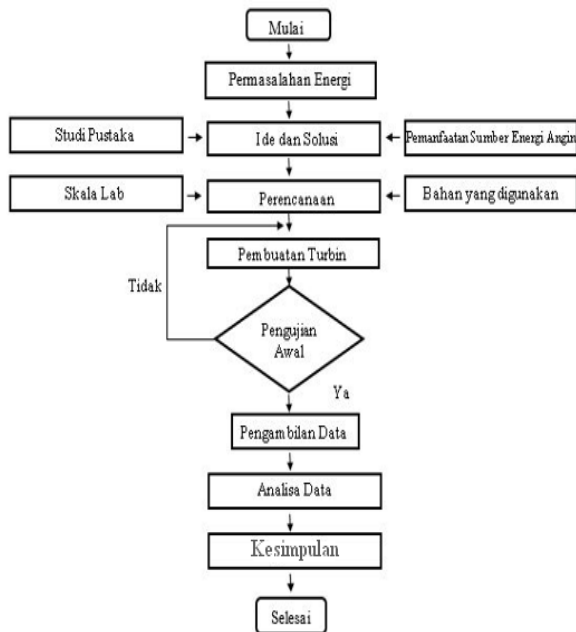 Mulai
Permasalahan Energi
Studi Pustaka
Ide dan Solusi
Pemanfaatan Sumber Energi Angin
Skala Lab
Perencanaan
Bahan yang digunakan
Pembuatan Turbin
Tidak
Pengujian
Awal
Ya
Pengambilan Data
Analisa Data
Kesimpulan
Selesai